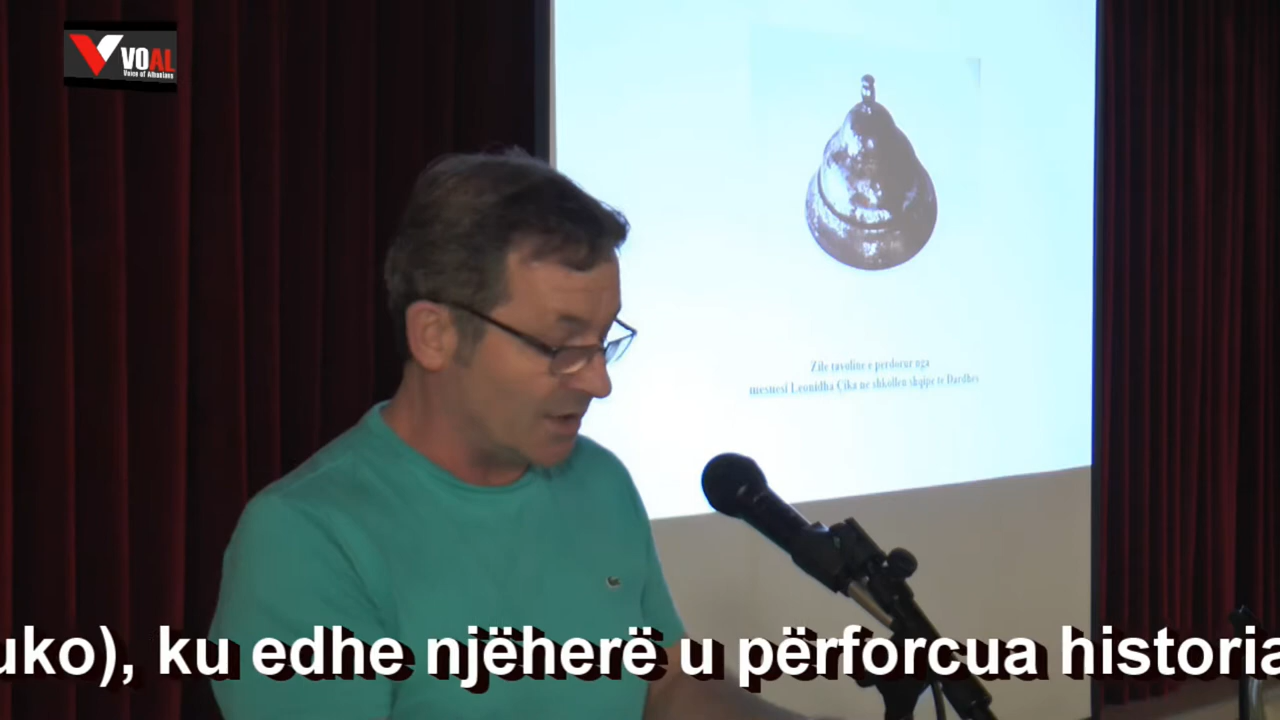 VOAL
Voice of Albanians
Zile tavoline e perdorur nga
mesuesi Leonidha Çika ne shkollen shqipe te Dardhes
uko), ku edhe njëherë u përforcua historia